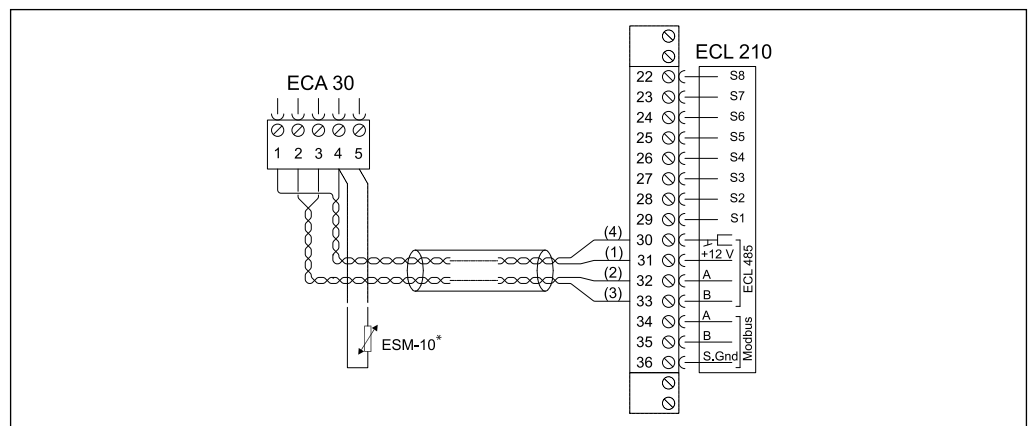 ECL 210
ECA 30
1 2 3 4 5
22 S8
23 S7
24 S6
25 S5
26 S4
27 S3
28 S2
29 S1
(4) 30
(1) 31 +12 V
(2) 32 A
(3) 33 B
ECL 485
34 A
35 B
36 S.Gnd
Modbus
ESM-10*